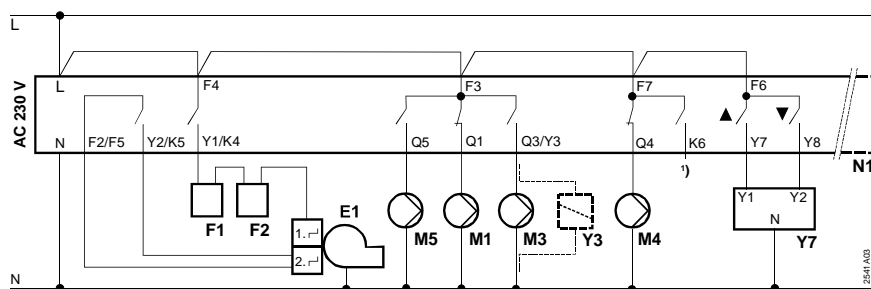 L
AC 230 V
L F4 F3 F7 F6
N F2/F5 Y2/K5 Y1/K4 Q5 Q1 Q3/Y3 Q4 K6 Y7 Y8
1)
N1
F1 F2 E1 M5 M1 M3 Y3 M4
1.
2.
Y1 Y2
N
Y7
N
2541A03